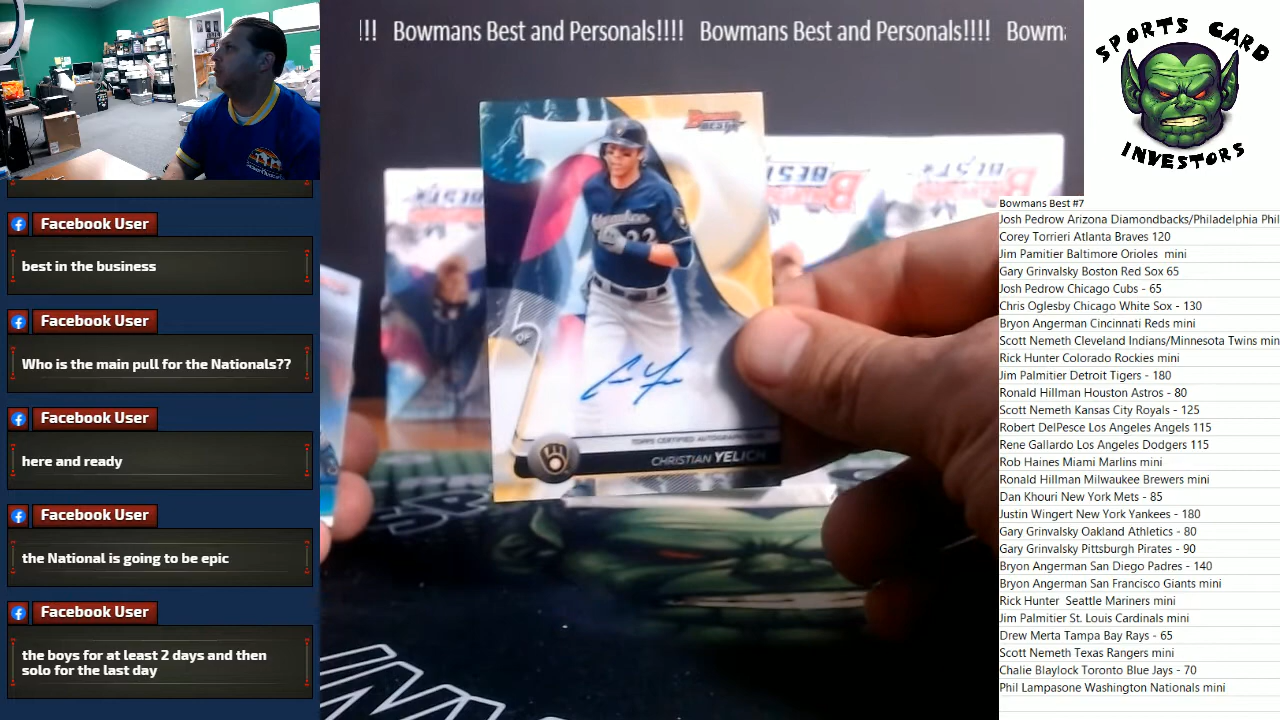 !!! Bowmans Best and Personals!!!! Bowmans Best and Personals!!!! Bowm
SPORTS CARD
INVESTORS
Facebook User
best in the business
Facebook User
Who is the main pull for the Nationals??
Facebook User
here and ready
Facebook User
the National is going to be epic
Facebook User
the boys for at least 2 days and then
solo for the last day
Bowman
BEST
22
TOPPS CERTIFIED AUTOGRAPH
CHRISTIAN YELICH
BEST
BEST
BEST
Bowmans Best #7
Josh Pedrow Arizona Diamondbacks/Philadelphia Phil
Corey Torrieri Atlanta Braves 120
Jim Pamitier Baltimore Orioles mini
Gary Grinvalsky Boston Red Sox 65
Josh Pedrow Chicago Cubs - 65
Chris Oglesby Chicago White Sox - 130
Bryon Angerman Cincinnati Reds mini
Scott Nemeth Cleveland Indians/Minnesota Twins min
Rick Hunter Colorado Rockies mini
Jim Palmitier Detroit Tigers - 180
Ronald Hillman Houston Astros - 80
Scott Nemeth Kansas City Royals - 125
Robert DelPesce Los Angeles Angels 115
Rene Gallardo Los Angeles Dodgers 115
Rob Haines Miami Marlins mini
Ronald Hillman Milwaukee Brewers mini
Dan Khouri New York Mets - 85
Justin Wingert New York Yankees - 180
Gary Grinvalsky Oakland Athletics - 80
Gary Grinvalsky Pittsburgh Pirates - 90
Bryon Angerman San Diego Padres - 140
Bryon Angerman San Francisco Giants mini
Rick Hunter Seattle Mariners mini
Jim Palmitier St. Louis Cardinals mini
Drew Merta Tampa Bay Rays - 65
Scott Nemeth Texas Rangers mini
Chalie Blaylock Toronto Blue Jays - 70
Phil Lampasone Washington Nationals mini